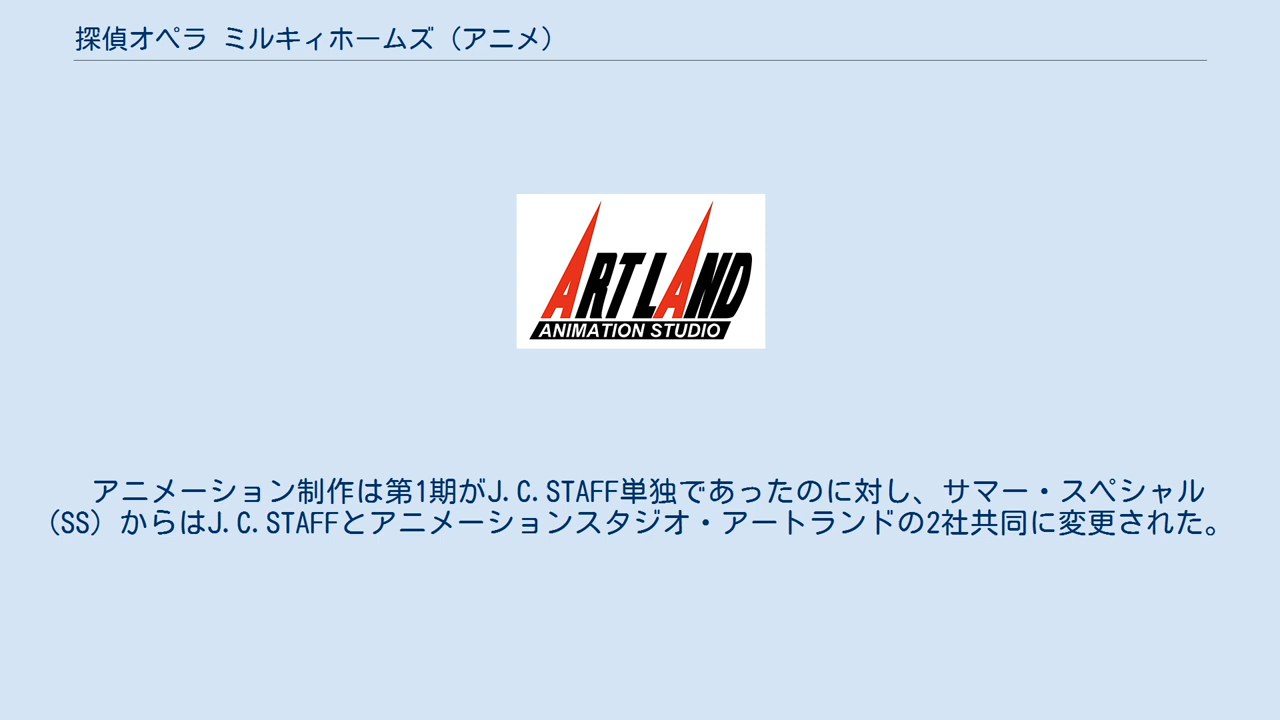 探偵オペラ ミルキィホームズ（アニメ）
ARTLAND
ANIMATION STUDIO
アニメーション制作は第1期がJ.C.STAFF単独であったのに対し、サマー・スペシャル
（SS）からはJ.C.STAFFとアニメーションスタジオ・アートランドの2社共同に変更された。